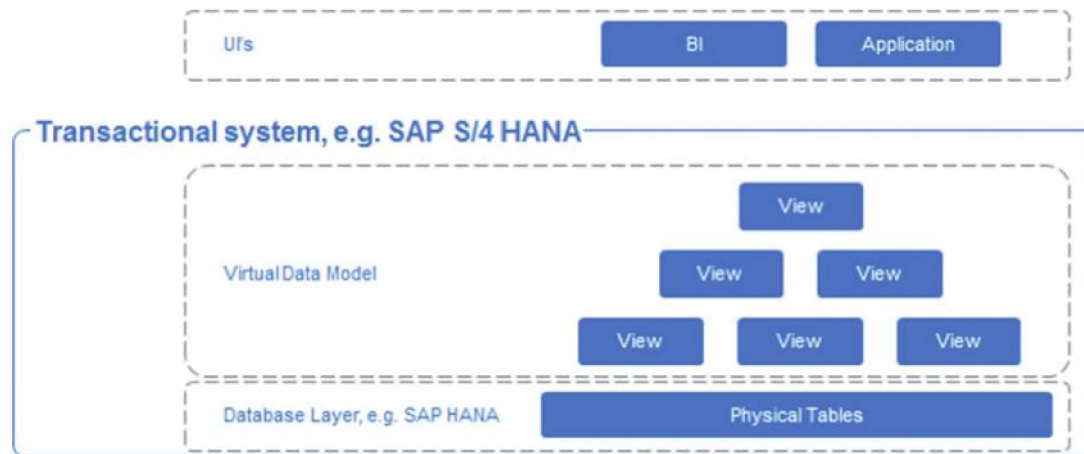 UI's
BI
Application
Transactional system, e.g. SAP S/4 HANA
View
Virtual Data Model
View
View
View
View
View
Database Layer, e.g. SAP HANA
Physical Tables